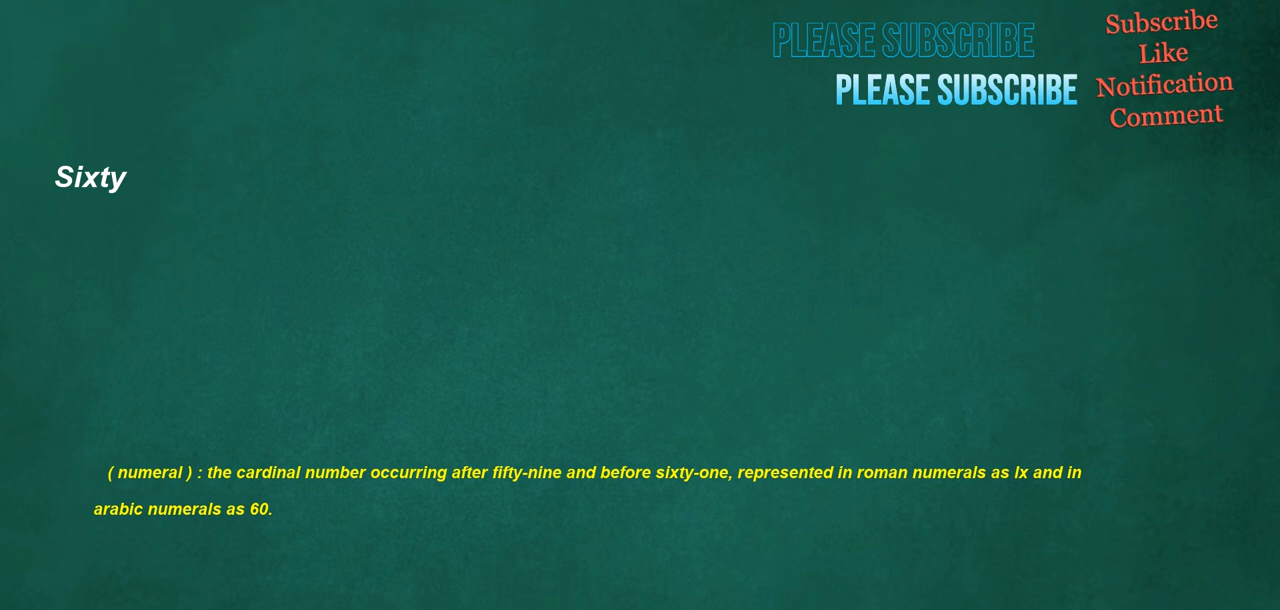 PLEASE SUBSCRIBE
PLEASE SUBSCRIBE
Subscribe
Like
Notification
Comment
Sixty
( numeral ) : the cardinal number occurring after fifty-nine and before sixty-one, represented in roman numerals as lx and in
arabic numerals as 60.